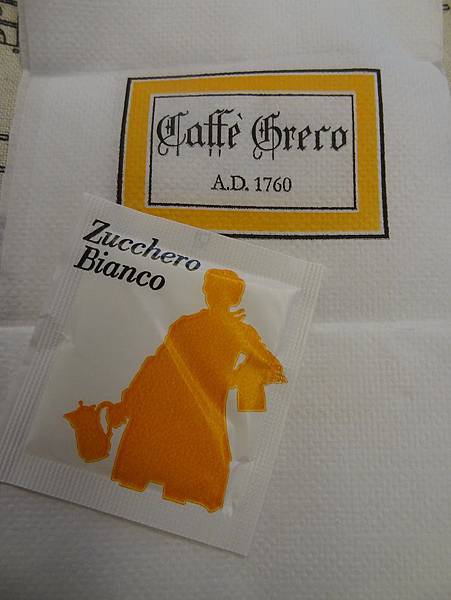 Caffè Greco
A.D. 1760
Zucchero
Bianco